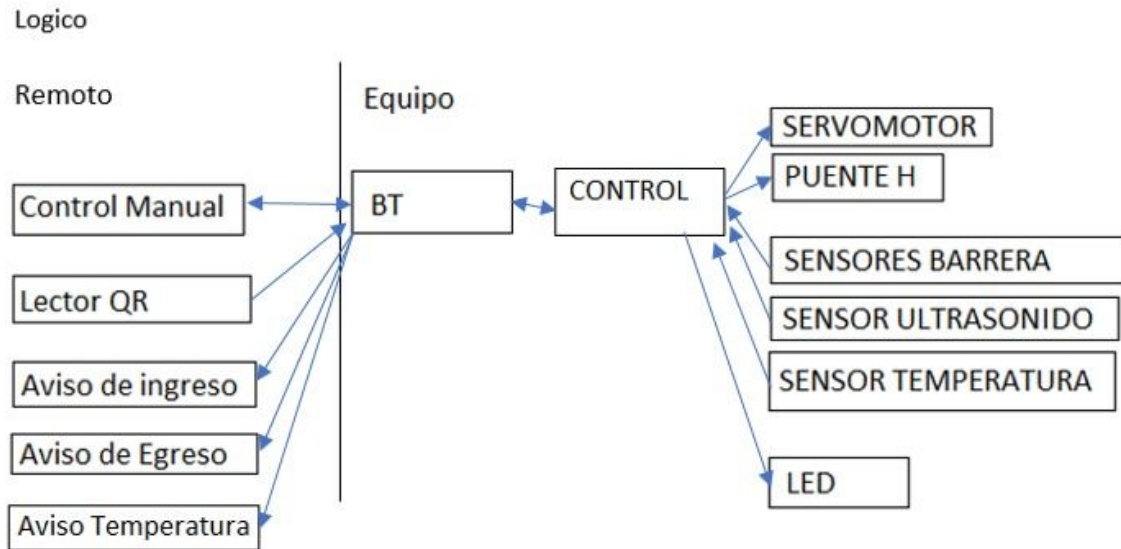 Logico
Remoto
Equipo
Control Manual
Lector QR
Aviso de ingreso
Aviso de Egreso
Aviso Temperatura
BT
CONTROL
SERVOMOTOR
PUENTE H
SENSORES BARRERA
SENSOR ULTRASONIDO
SENSOR TEMPERATURA
LED